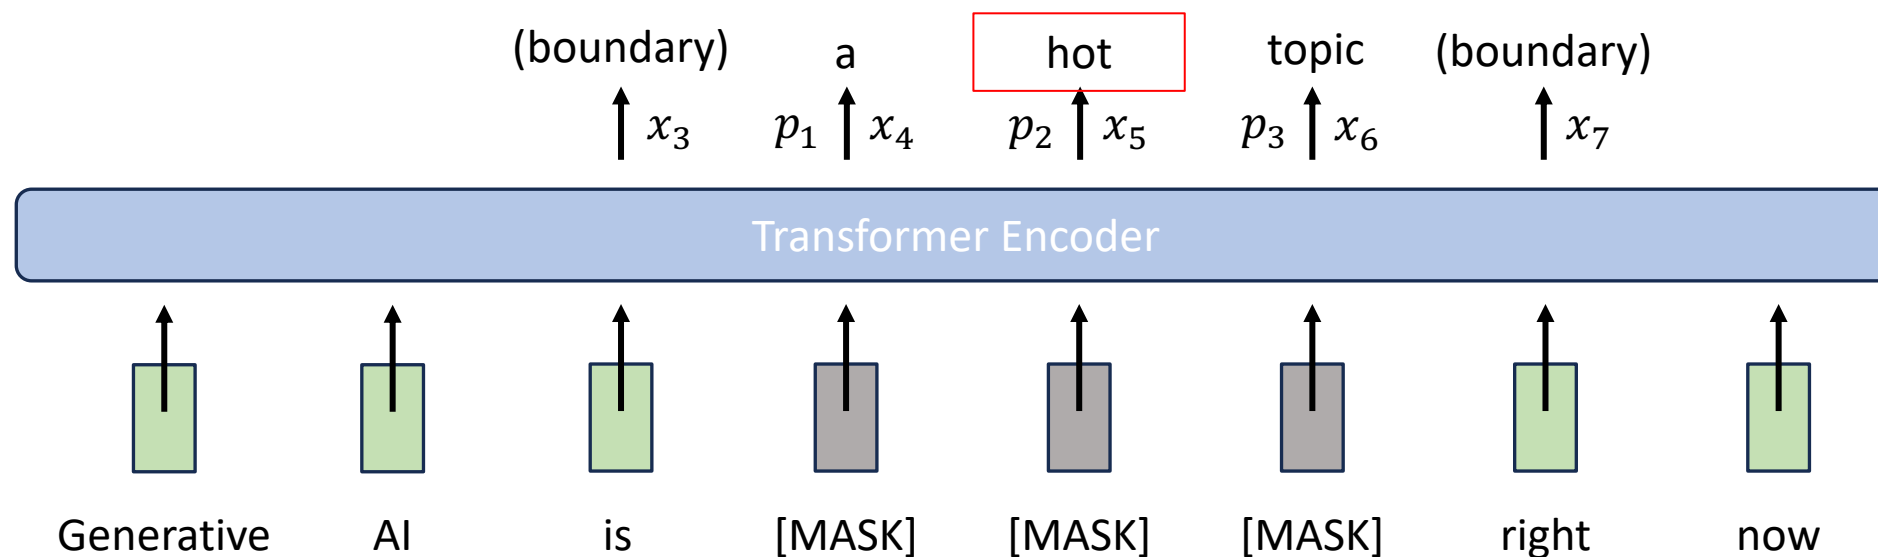 (boundary) a hot topic (boundary)
x₃ p₁ x₄ p₂ x₅ p₃ x₆ x₇
Transformer Encoder
Generative AI is [MASK] [MASK] [MASK] right now